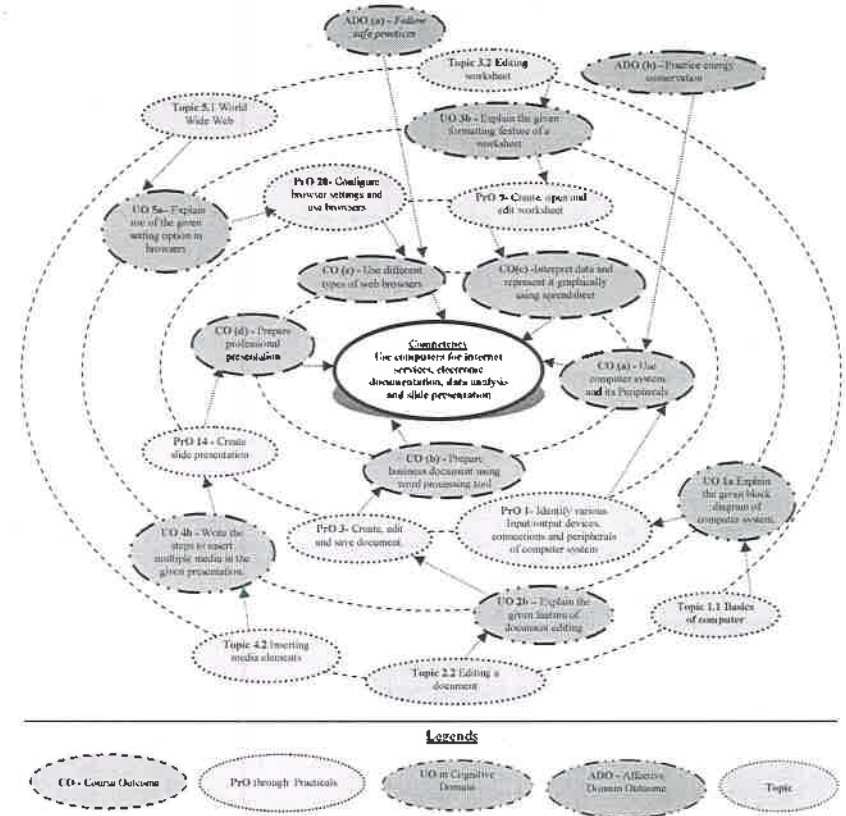 ADO (a) - Follow
safe practices
Topic 3.2 Editing
worksheet
ADO (b) - Practice energy
conservation
Topic 5.1 World
Wide Web
UO 3b - Explain the given
formatting feature of a
worksheet
PrO 20- Configure
browser settings and
use browsers
PrO 9- Create, open and
edit worksheet
UO 5a- Explain
use of the given
setting option in
browsers
CO (e) - Use different
types of web browsers
CO(c) -Interpret data and
represent it graphically
using spreadsheet
CO (d) - Prepare
professional
presentation
Competency
Use computers for internet
services, electronic
documentation, data analysis
and slide presentation
CO (a) - Use
computer system
and its Peripherals
PrO 14 - Create
slide presentation
CO (b) - Prepare
business document using
word processing tool
UO 1a Explain
the given block
diagram of
computer system.
PrO 1- Identify various
Input/output devices,
connections and peripherals
of computer system
PrO 3- Create, edit
and save document.
UO 4b - Write the
steps to insert
multiple media in the
given presentation.
UO 2b - Explain the
given feature of
document editing
Topic 1.1 Basics
of computer
Topic 4.2 Inserting
media elements
Topic 2.2 Editing a
document
Legends
CO - Course Outcome
PrO through Practicals
UO in Cognitive
Domain
ADO - Affective
Domain Outcome
Topic